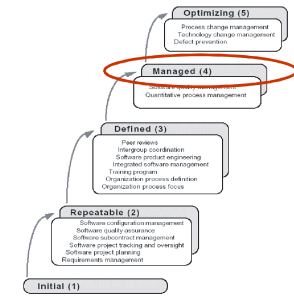 Optimizing (5)
Process change management
Technology change management
Defect prevention
Managed (4)
Software quality management
Quantitative process management
Defined (3)
Peer reviews
Intergroup coordination
Software product engineering
Integrated software management
Training program
Organization process definition
Organization process focus
Repeatable (2)
Software configuration management
Software quality assurance
Software subcontract management
Software project tracking and oversight
Software project planning
Requirements management
Initial (1)